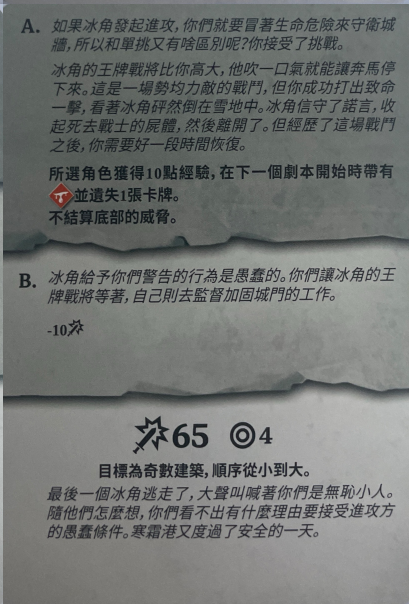 A. 如果冰角發起進攻,你們就要冒著生命危險來守衛城
牆,所以和單挑又有啥區別呢?你接受了挑戰。
冰角的王牌戰將比你高大,他吹一口氣就能讓奔馬停
下來。這是一場勢均力敵的戰鬥,但你成功打出致命
一擊,看著冰角砰然倒在雪地中。冰角信守了諾言,收
起死去戰士的屍體,然後離開了。但經歷了這場戰鬥
之後,你需要好一段時間恢復。
所選角色獲得10點經驗,在下一個劇本開始時帶有
並遺失1張卡牌。
不結算底部的威脅。
B. 冰角給予你們警告的行為是愚蠢的。你們讓冰角的王
牌戰將等著,自己則去監督加固城門的工作。
-10
65 4
目標為奇數建築,順序從小到大。
最後一個冰角逃走了,大聲叫喊著你們是無恥小人。
隨他們怎麼想,你們看不出有什麼理由要接受進攻方
的愚蠢條件。寒霜港又度過了安全的一天。